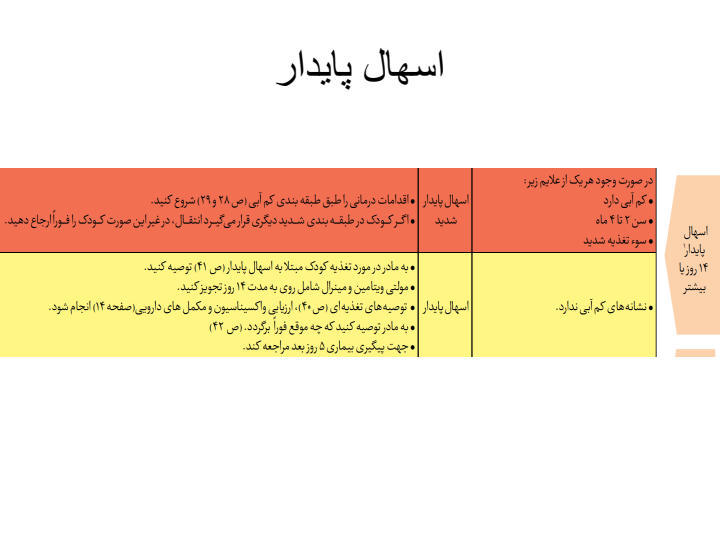 اسهال پایدار
اسهال
پایدار¹
۱۴ روز یا
بیشتر
در صورت وجود هر یک از علایم زیر:
• کم آبی دارد
• سن ۲ تا ۴ ماه
• سوء تغذیه شدید
اسهال پایدار
شدید
• اقدامات درمانی را طبق طبقه بندی کم آبی (ص ۲۸ و ۲۹) شروع کنید.
• اگر کودک در طبقه بندی شدید دیگری قرار می‌گیرد انتقال، در غیر این صورت کودک را فوراً ارجاع دهید.
• نشانه‌های کم آبی ندارد.
اسهال پایدار
• به مادر در مورد تغذیه کودک مبتلا به اسهال پایدار (ص ۴۱) توصیه کنید.
• مولتی ویتامین و مینرال شامل روی به مدت ۱۴ روز تجویز کنید.
• توصیه‌های تغذیه‌ای (ص ۴۰)، ارزیابی واکسیناسیون و مکمل های دارویی(صفحه ۱۴) انجام شود.
• به مادر توصیه کنید که چه موقع فوراً برگردد. (ص ۴۲)
• جهت پیگیری بیماری ۵ روز بعد مراجعه کند.